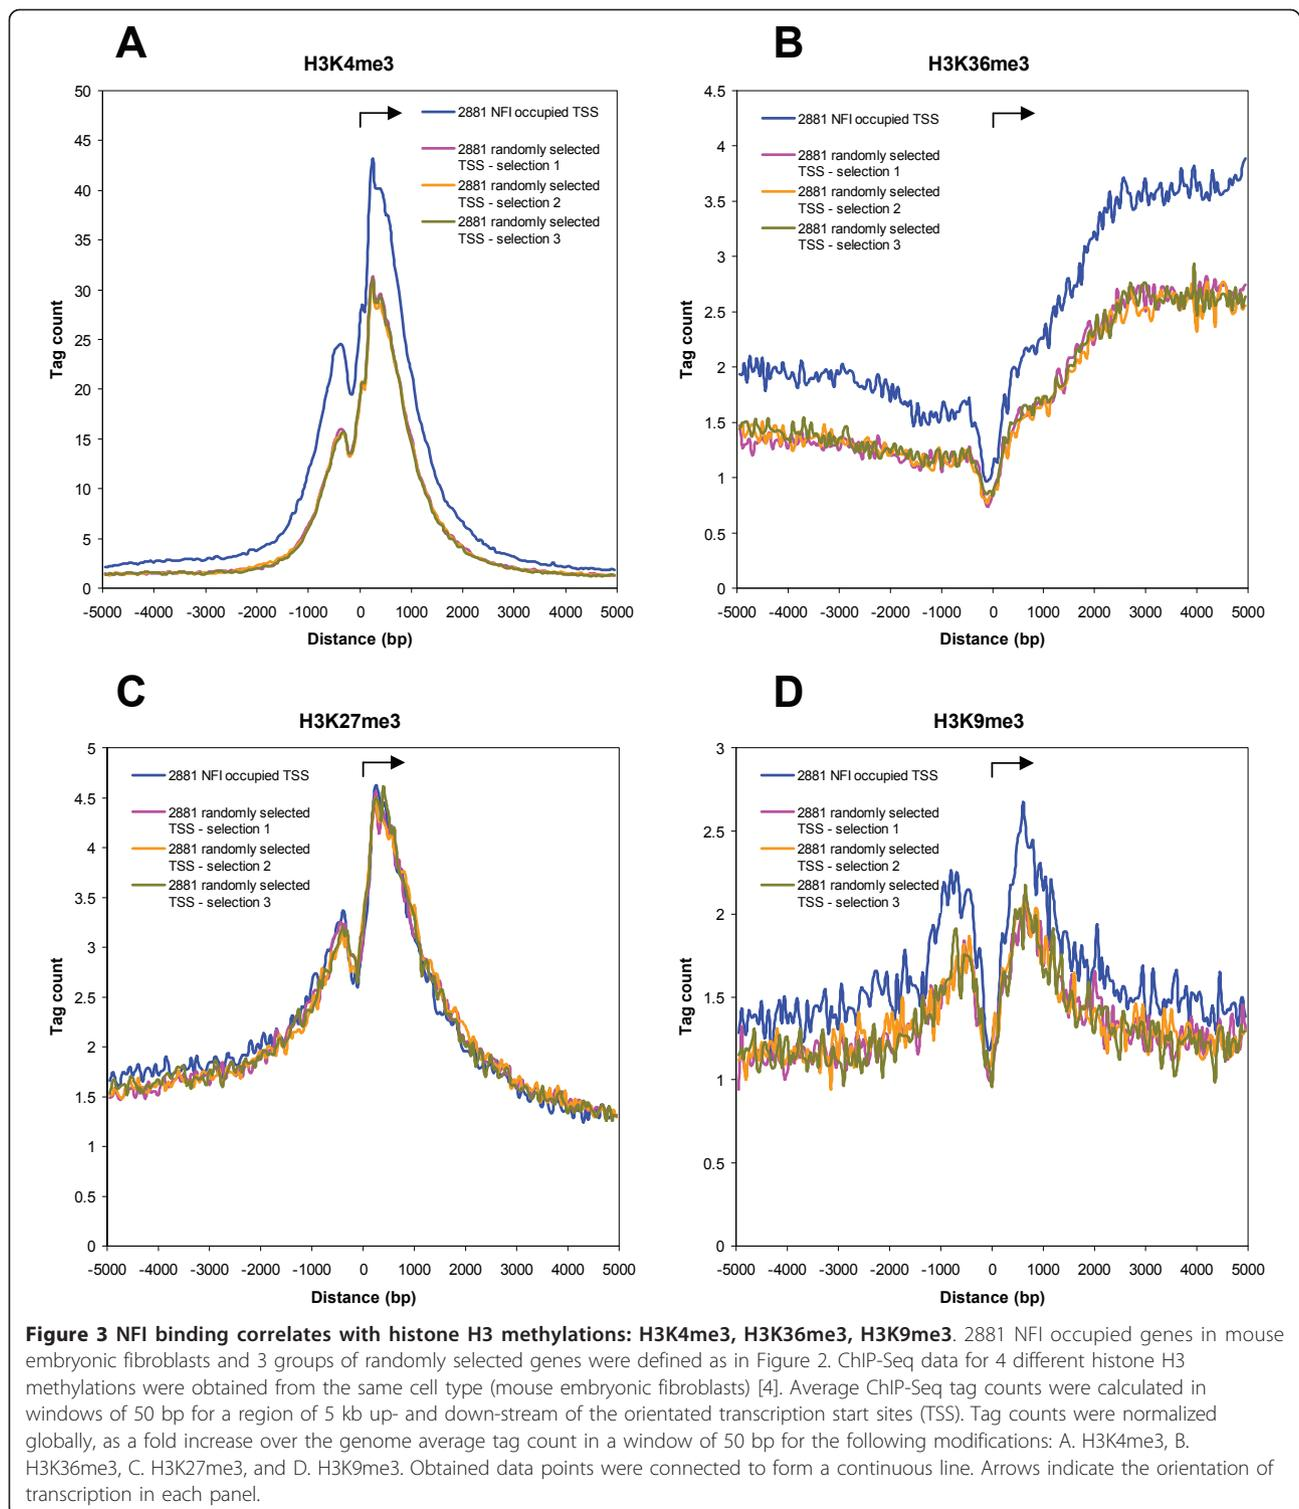 A
H3K4me3
50
45
40
35
30
25
20
15
10
5
0
Tag count
2881 NFI occupied TSS
2881 randomly selected
TSS - selection 1
2881 randomly selected
TSS - selection 2
2881 randomly selected
TSS - selection 3
-5000 -4000 -3000 -2000 -1000 0 1000 2000 3000 4000 5000
Distance (bp)
B
H3K36me3
4.5
4
3.5
3
2.5
2
1.5
1
0.5
0
Tag count
2881 NFI occupied TSS
2881 randomly selected
TSS - selection 1
2881 randomly selected
TSS - selection 2
2881 randomly selected
TSS - selection 3
-5000 -4000 -3000 -2000 -1000 0 1000 2000 3000 4000 5000
Distance (bp)
C
H3K27me3
5
4.5
4
3.5
3
2.5
2
1.5
1
0.5
0
Tag count
2881 NFI occupied TSS
2881 randomly selected
TSS - selection 1
2881 randomly selected
TSS - selection 2
2881 randomly selected
TSS - selection 3
-5000 -4000 -3000 -2000 -1000 0 1000 2000 3000 4000 5000
Distance (bp)
D
H3K9me3
3
2.5
2
1.5
1
0.5
0
Tag count
2881 NFI occupied TSS
2881 randomly selected
TSS - selection 1
2881 randomly selected
TSS - selection 2
2881 randomly selected
TSS - selection 3
-5000 -4000 -3000 -2000 -1000 0 1000 2000 3000 4000 5000
Distance (bp)
Figure 3 NFI binding correlates with histone H3 methylations: H3K4me3, H3K36me3, H3K9me3. 2881 NFI occupied genes in mouse
embryonic fibroblasts and 3 groups of randomly selected genes were defined as in Figure 2. ChIP-Seq data for 4 different histone H3
methylations were obtained from the same cell type (mouse embryonic fibroblasts) [4]. Average ChIP-Seq tag counts were calculated in
windows of 50 bp for a region of 5 kb up- and down-stream of the orientated transcription start sites (TSS). Tag counts were normalized
globally, as a fold increase over the genome average tag count in a window of 50 bp for the following modifications: A. H3K4me3, B.
H3K36me3, C. H3K27me3, and D. H3K9me3. Obtained data points were connected to form a continuous line. Arrows indicate the orientation of
transcription in each panel.